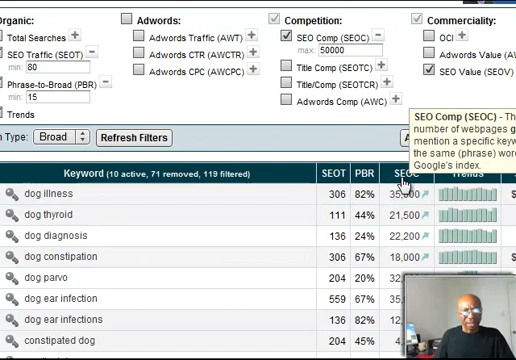 Organic: Adwords: Competition: Commerciality:
Total Searches Adwords Traffic (AWT) SEO Comp (SEOC) OCI
SEO Traffic (SEOT) Adwords CTR (AWCTR) max: 50000 Adwords Value (AW
min: 80 Adwords CPC (AWCPC) Title Comp (SEOTC) SEO Value (SEOV)
Phrase-to-Broad (PBR) Title/Comp (SEOTCR)
min: 15 Adwords Comp (AWC)
Trends
SEO Comp (SEOC) - Th
number of webpages g
mention a specific keyw
the same (phrase) wor
Google's index.
Type: Broad Refresh Filters A
Keyword (10 active, 71 removed, 119 filtered) SEOT PBR SEOC Trends
dog illness 306 82%
dog thyroid 111 44% 21,500
dog diagnosis 136 24% 22,200
dog constipation 306 67% 18,000
dog parvo 204 20%
dog ear infection 559 67%
dog ear infections 136 82%
constipated dog 204 45%